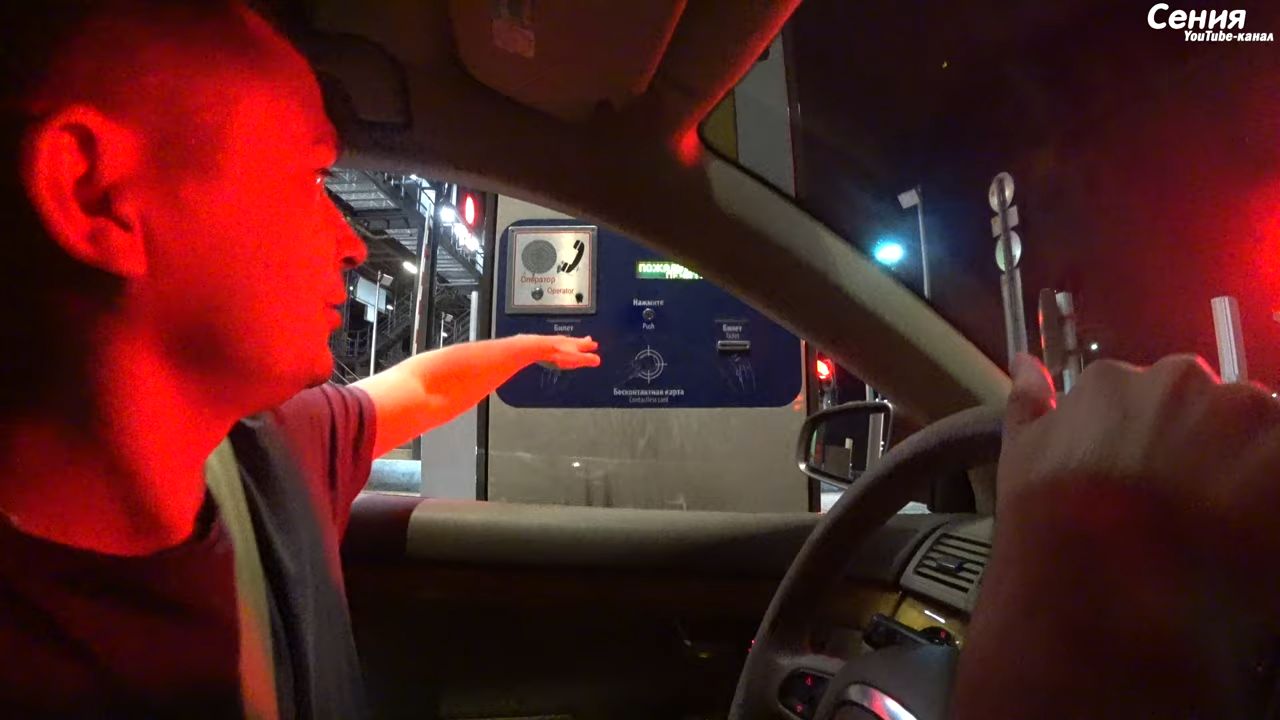 Сения
YouTube-канал
Оператор
Operator
Нажмите
Push
Билет
Билет
Ticket
Бесконтактная карта
Contactless card